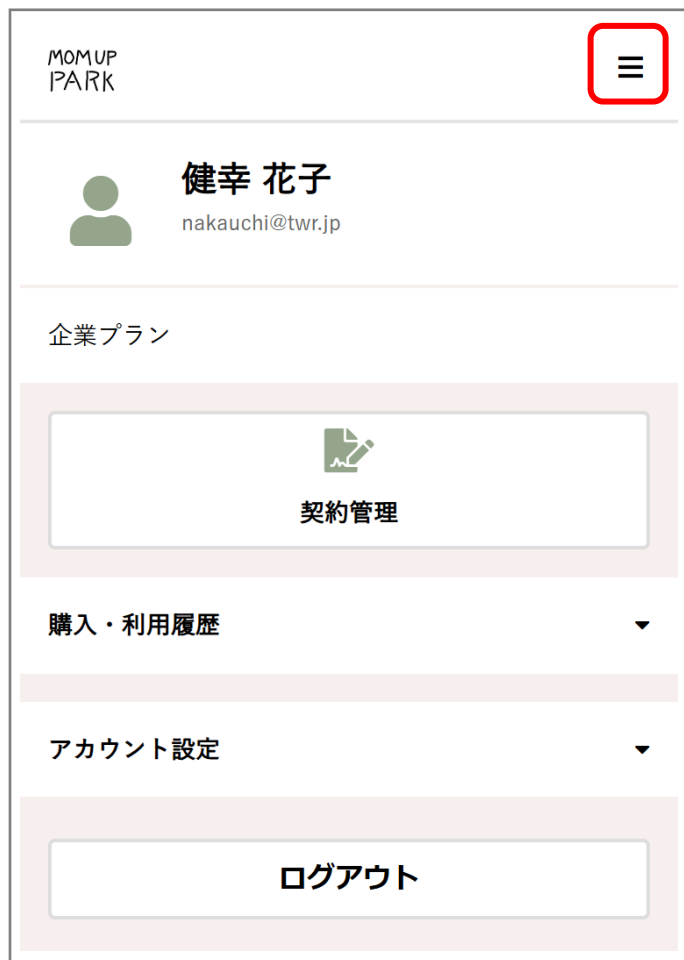 MOM UP
PARK
健幸 花子
nakauchi@twr.jp
企業プラン
契約管理
購入・利用履歴
アカウント設定
ログアウト